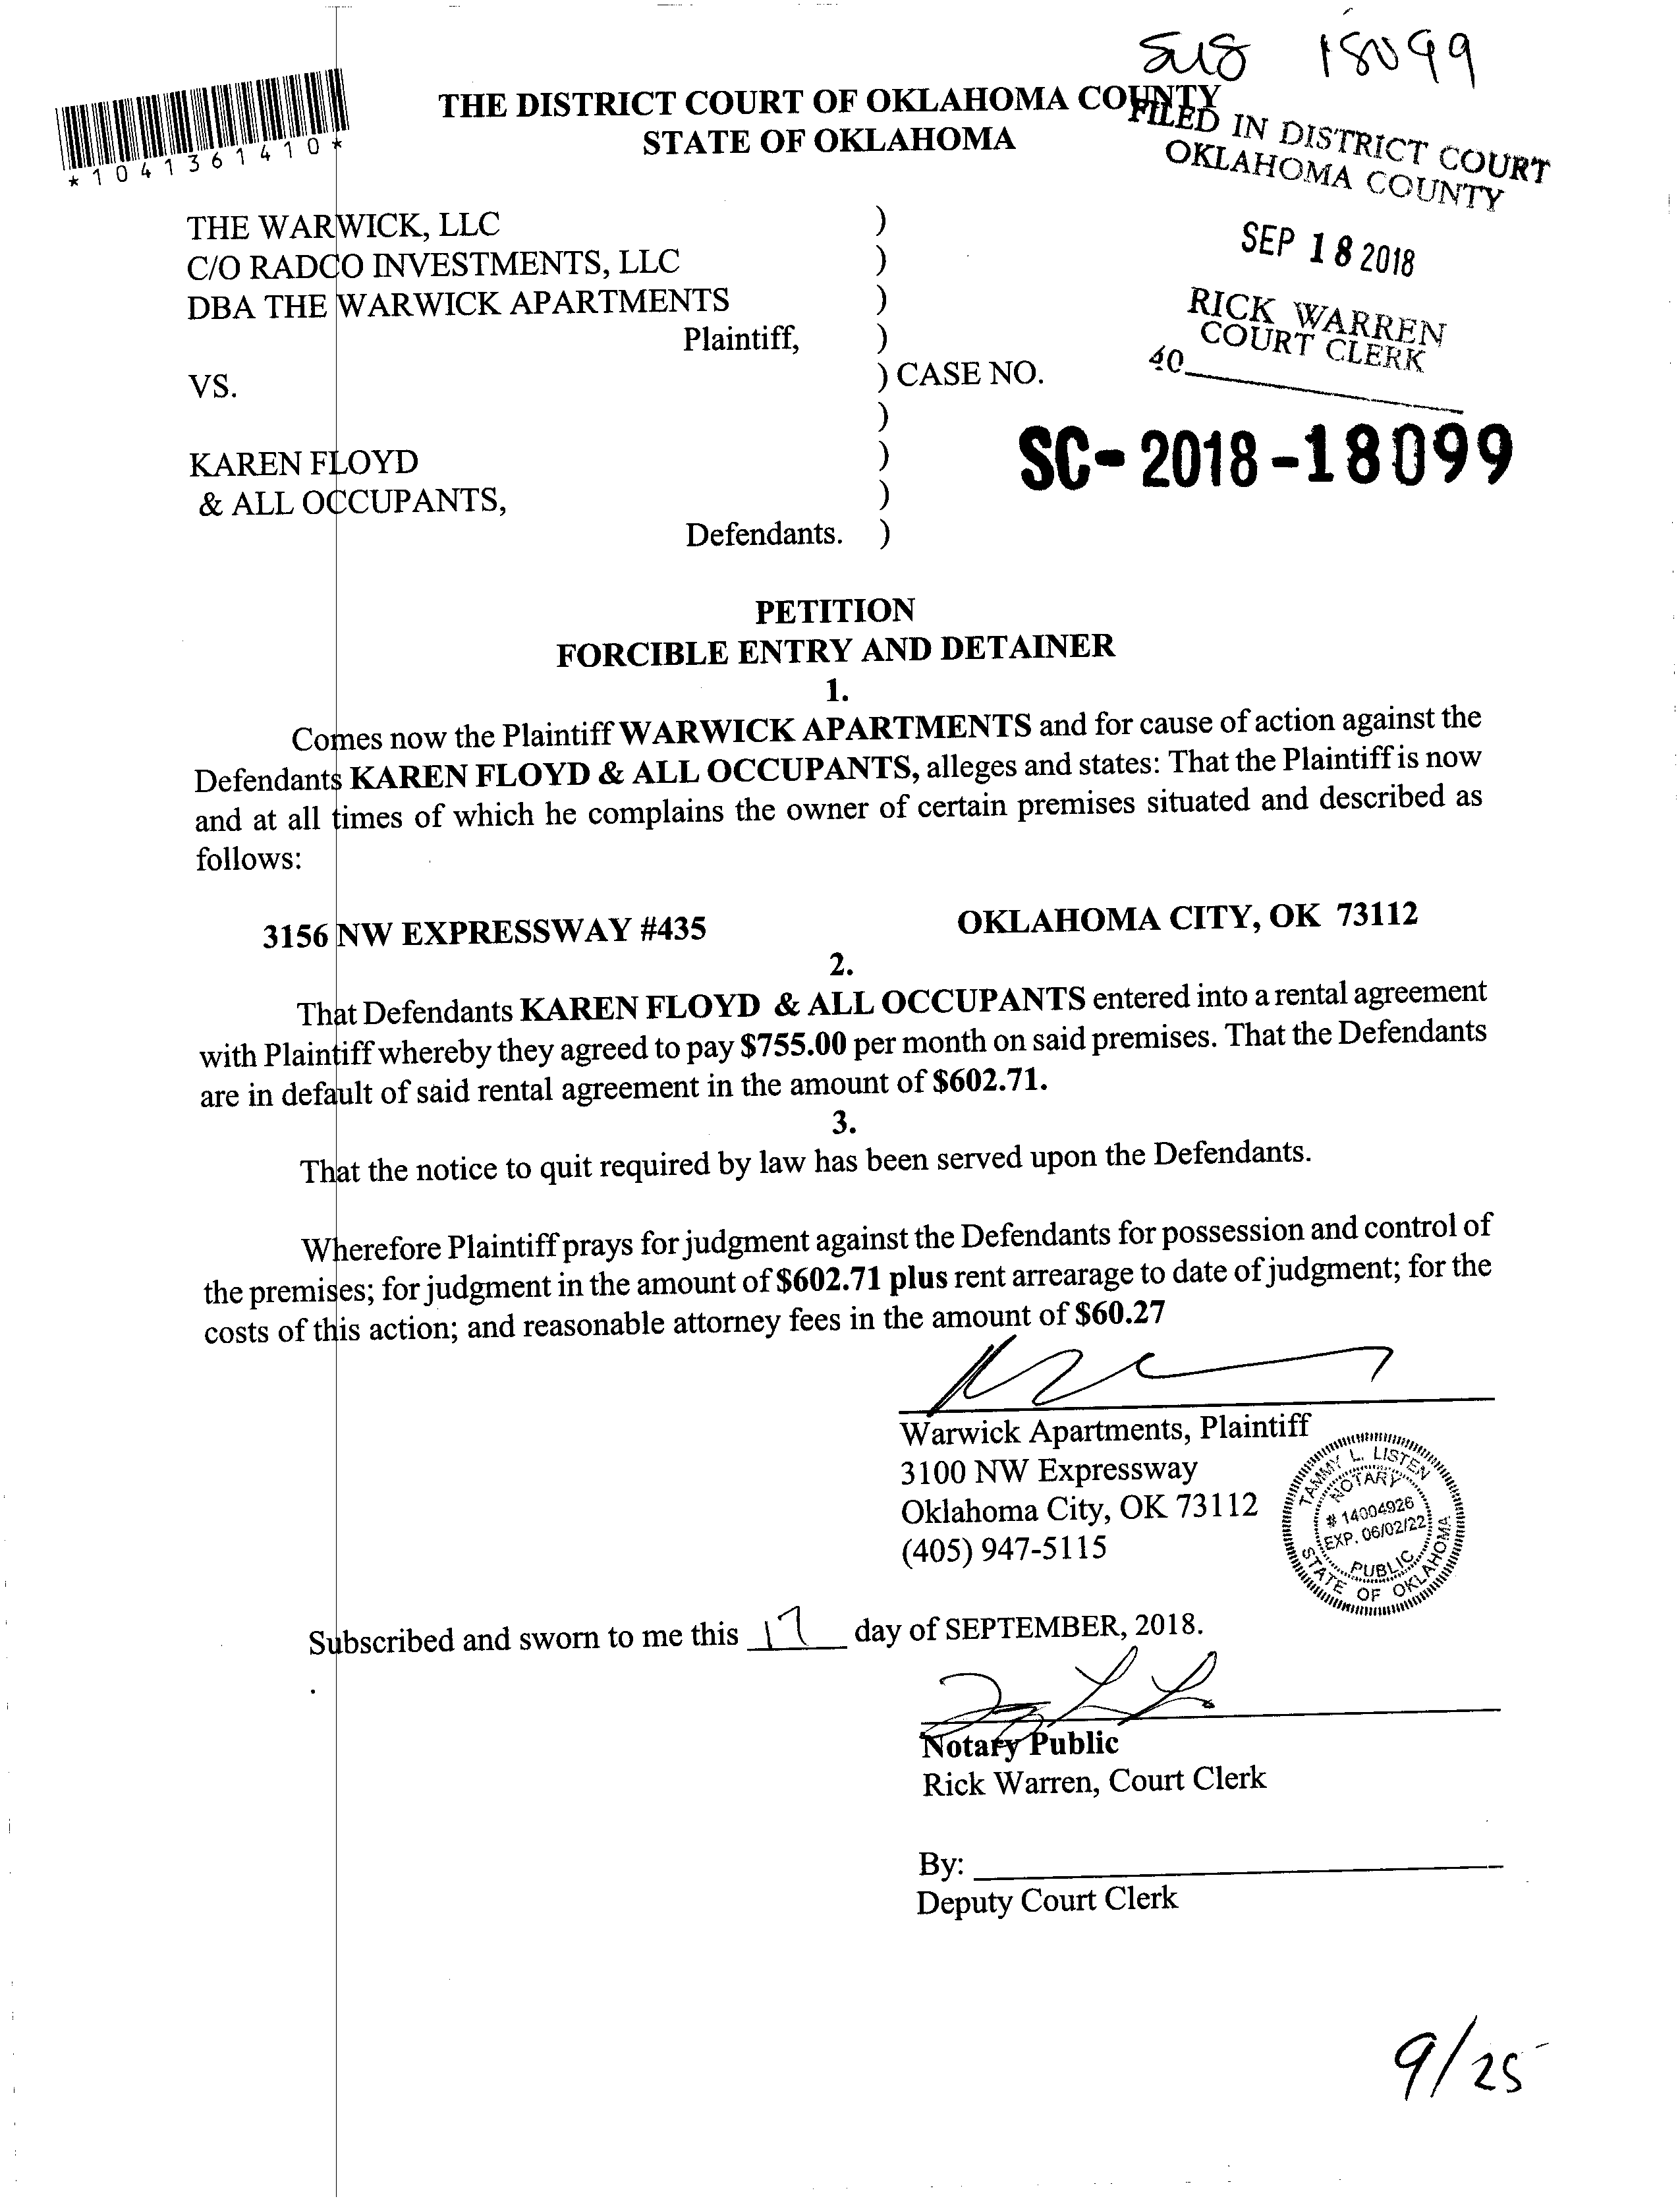 18099
*1041361410*
THE DISTRICT COURT OF OKLAHOMA COUNTY
STATE OF OKLAHOMA
FILED IN DISTRICT COURT
OKLAHOMA COUNTY
SEP 18 2018
RICK WARREN
COURT CLERK
40
THE WARWICK, LLC )
C/O RADCO INVESTMENTS, LLC )
DBA THE WARWICK APARTMENTS )
Plaintiff, )
VS. ) CASE NO.
)
SC-2018-18099
KAREN FLOYD )
& ALL OCCUPANTS, )
Defendants. )
PETITION
FORCIBLE ENTRY AND DETAINER
1.
Comes now the Plaintiff WARWICK APARTMENTS and for cause of action against the
Defendants KAREN FLOYD & ALL OCCUPANTS, alleges and states: That the Plaintiff is now
and at all times of which he complains the owner of certain premises situated and described as
follows:
3156 NW EXPRESSWAY #435 OKLAHOMA CITY, OK 73112
2.
That Defendants KAREN FLOYD & ALL OCCUPANTS entered into a rental agreement
with Plaintiff whereby they agreed to pay $755.00 per month on said premises. That the Defendants
are in default of said rental agreement in the amount of $602.71.
3.
That the notice to quit required by law has been served upon the Defendants.
Wherefore Plaintiff prays for judgment against the Defendants for possession and control of
the premises; for judgment in the amount of $602.71 plus rent arrearage to date of judgment; for the
costs of this action; and reasonable attorney fees in the amount of $60.27
Warwick Apartments, Plaintiff
3100 NW Expressway
Oklahoma City, OK 73112
(405) 947-5115
TAMMY L. LISTEN
NOTARY
# 14004926
EXP. 06/02/22
PUBLIC
STATE OF OKLAHOMA
Subscribed and sworn to me this 17 day of SEPTEMBER, 2018.
Notary Public
Rick Warren, Court Clerk
By:
Deputy Court Clerk
9/25